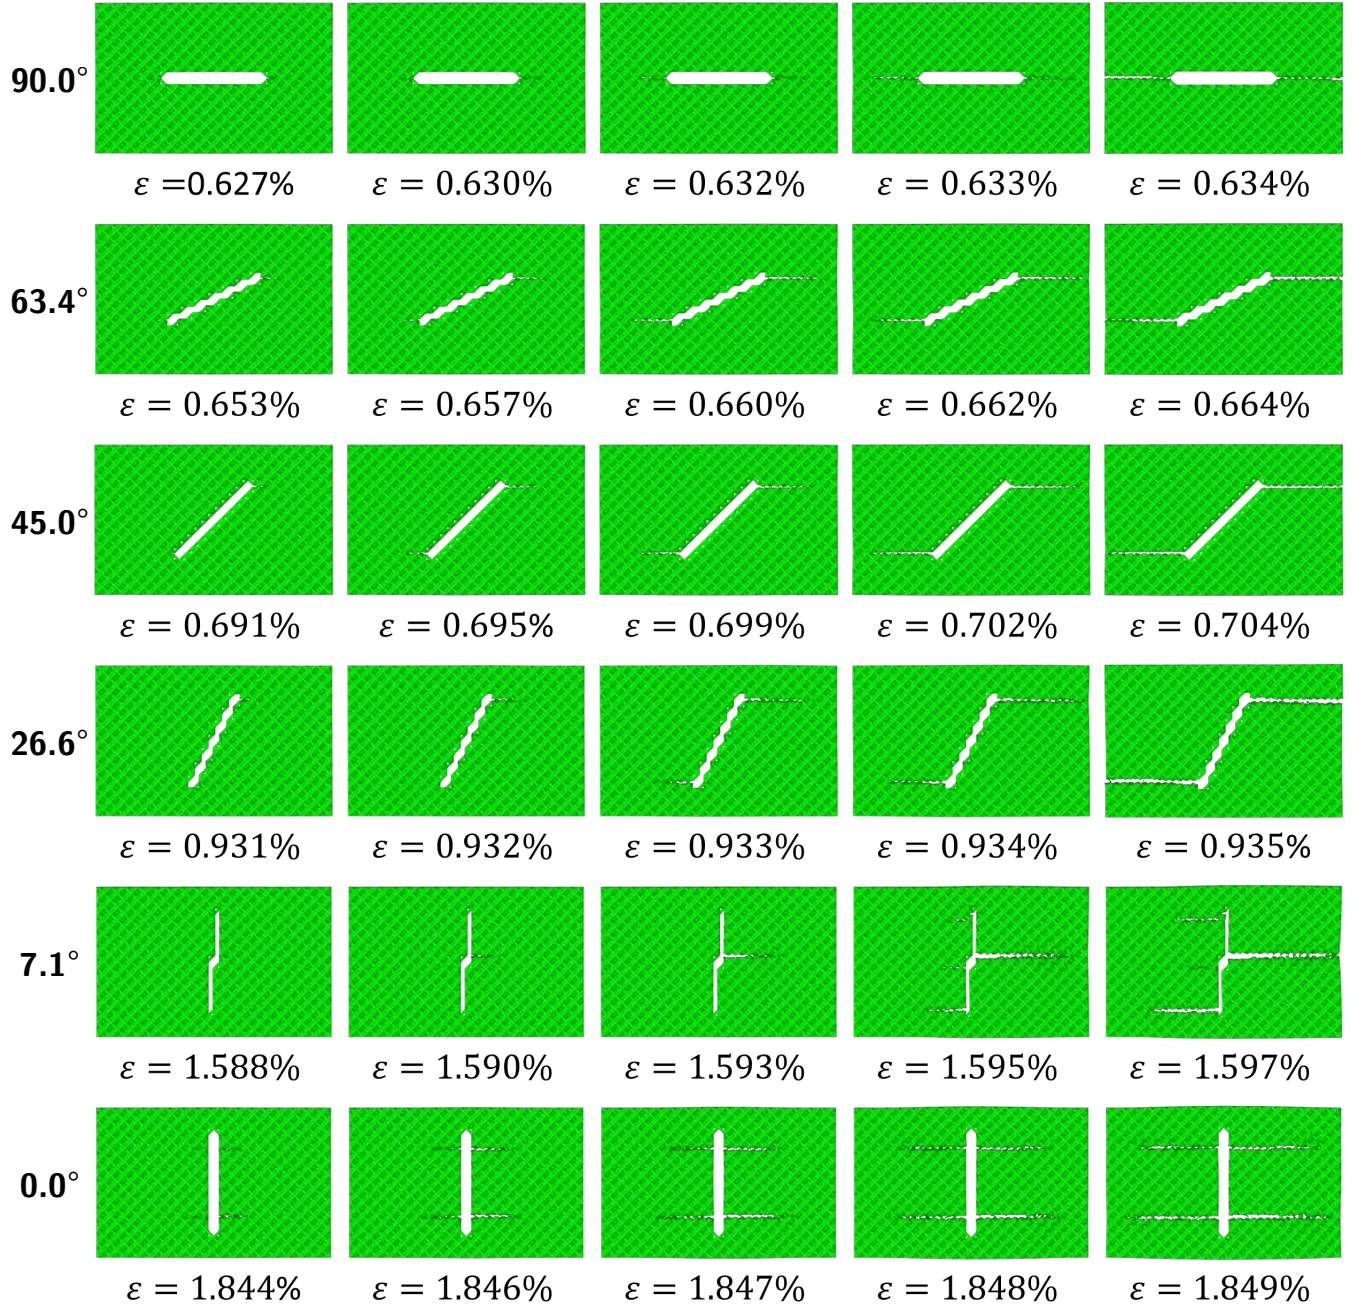 90.0°
ε =0.627% ε = 0.630% ε = 0.632% ε = 0.633% ε = 0.634%
63.4°
ε = 0.653% ε = 0.657% ε = 0.660% ε = 0.662% ε = 0.664%
45.0°
ε = 0.691% ε = 0.695% ε = 0.699% ε = 0.702% ε = 0.704%
26.6°
ε = 0.931% ε = 0.932% ε = 0.933% ε = 0.934% ε = 0.935%
7.1°
ε = 1.588% ε = 1.590% ε = 1.593% ε = 1.595% ε = 1.597%
0.0°
ε = 1.844% ε = 1.846% ε = 1.847% ε = 1.848% ε = 1.849%